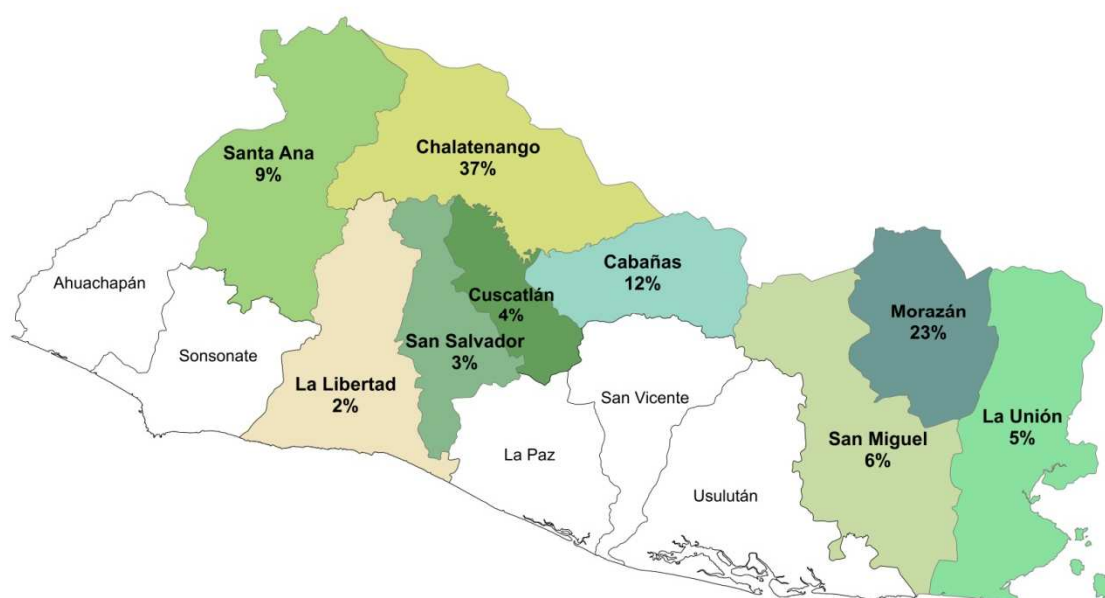 Santa Ana
9%
Chalatenango
37%
Ahuachapán
Sonsonate
La Libertad
2%
San Salvador
3%
Cuscatlán
4%
Cabañas
12%
La Paz
San Vicente
Usulután
San Miguel
6%
Morazán
23%
La Unión
5%